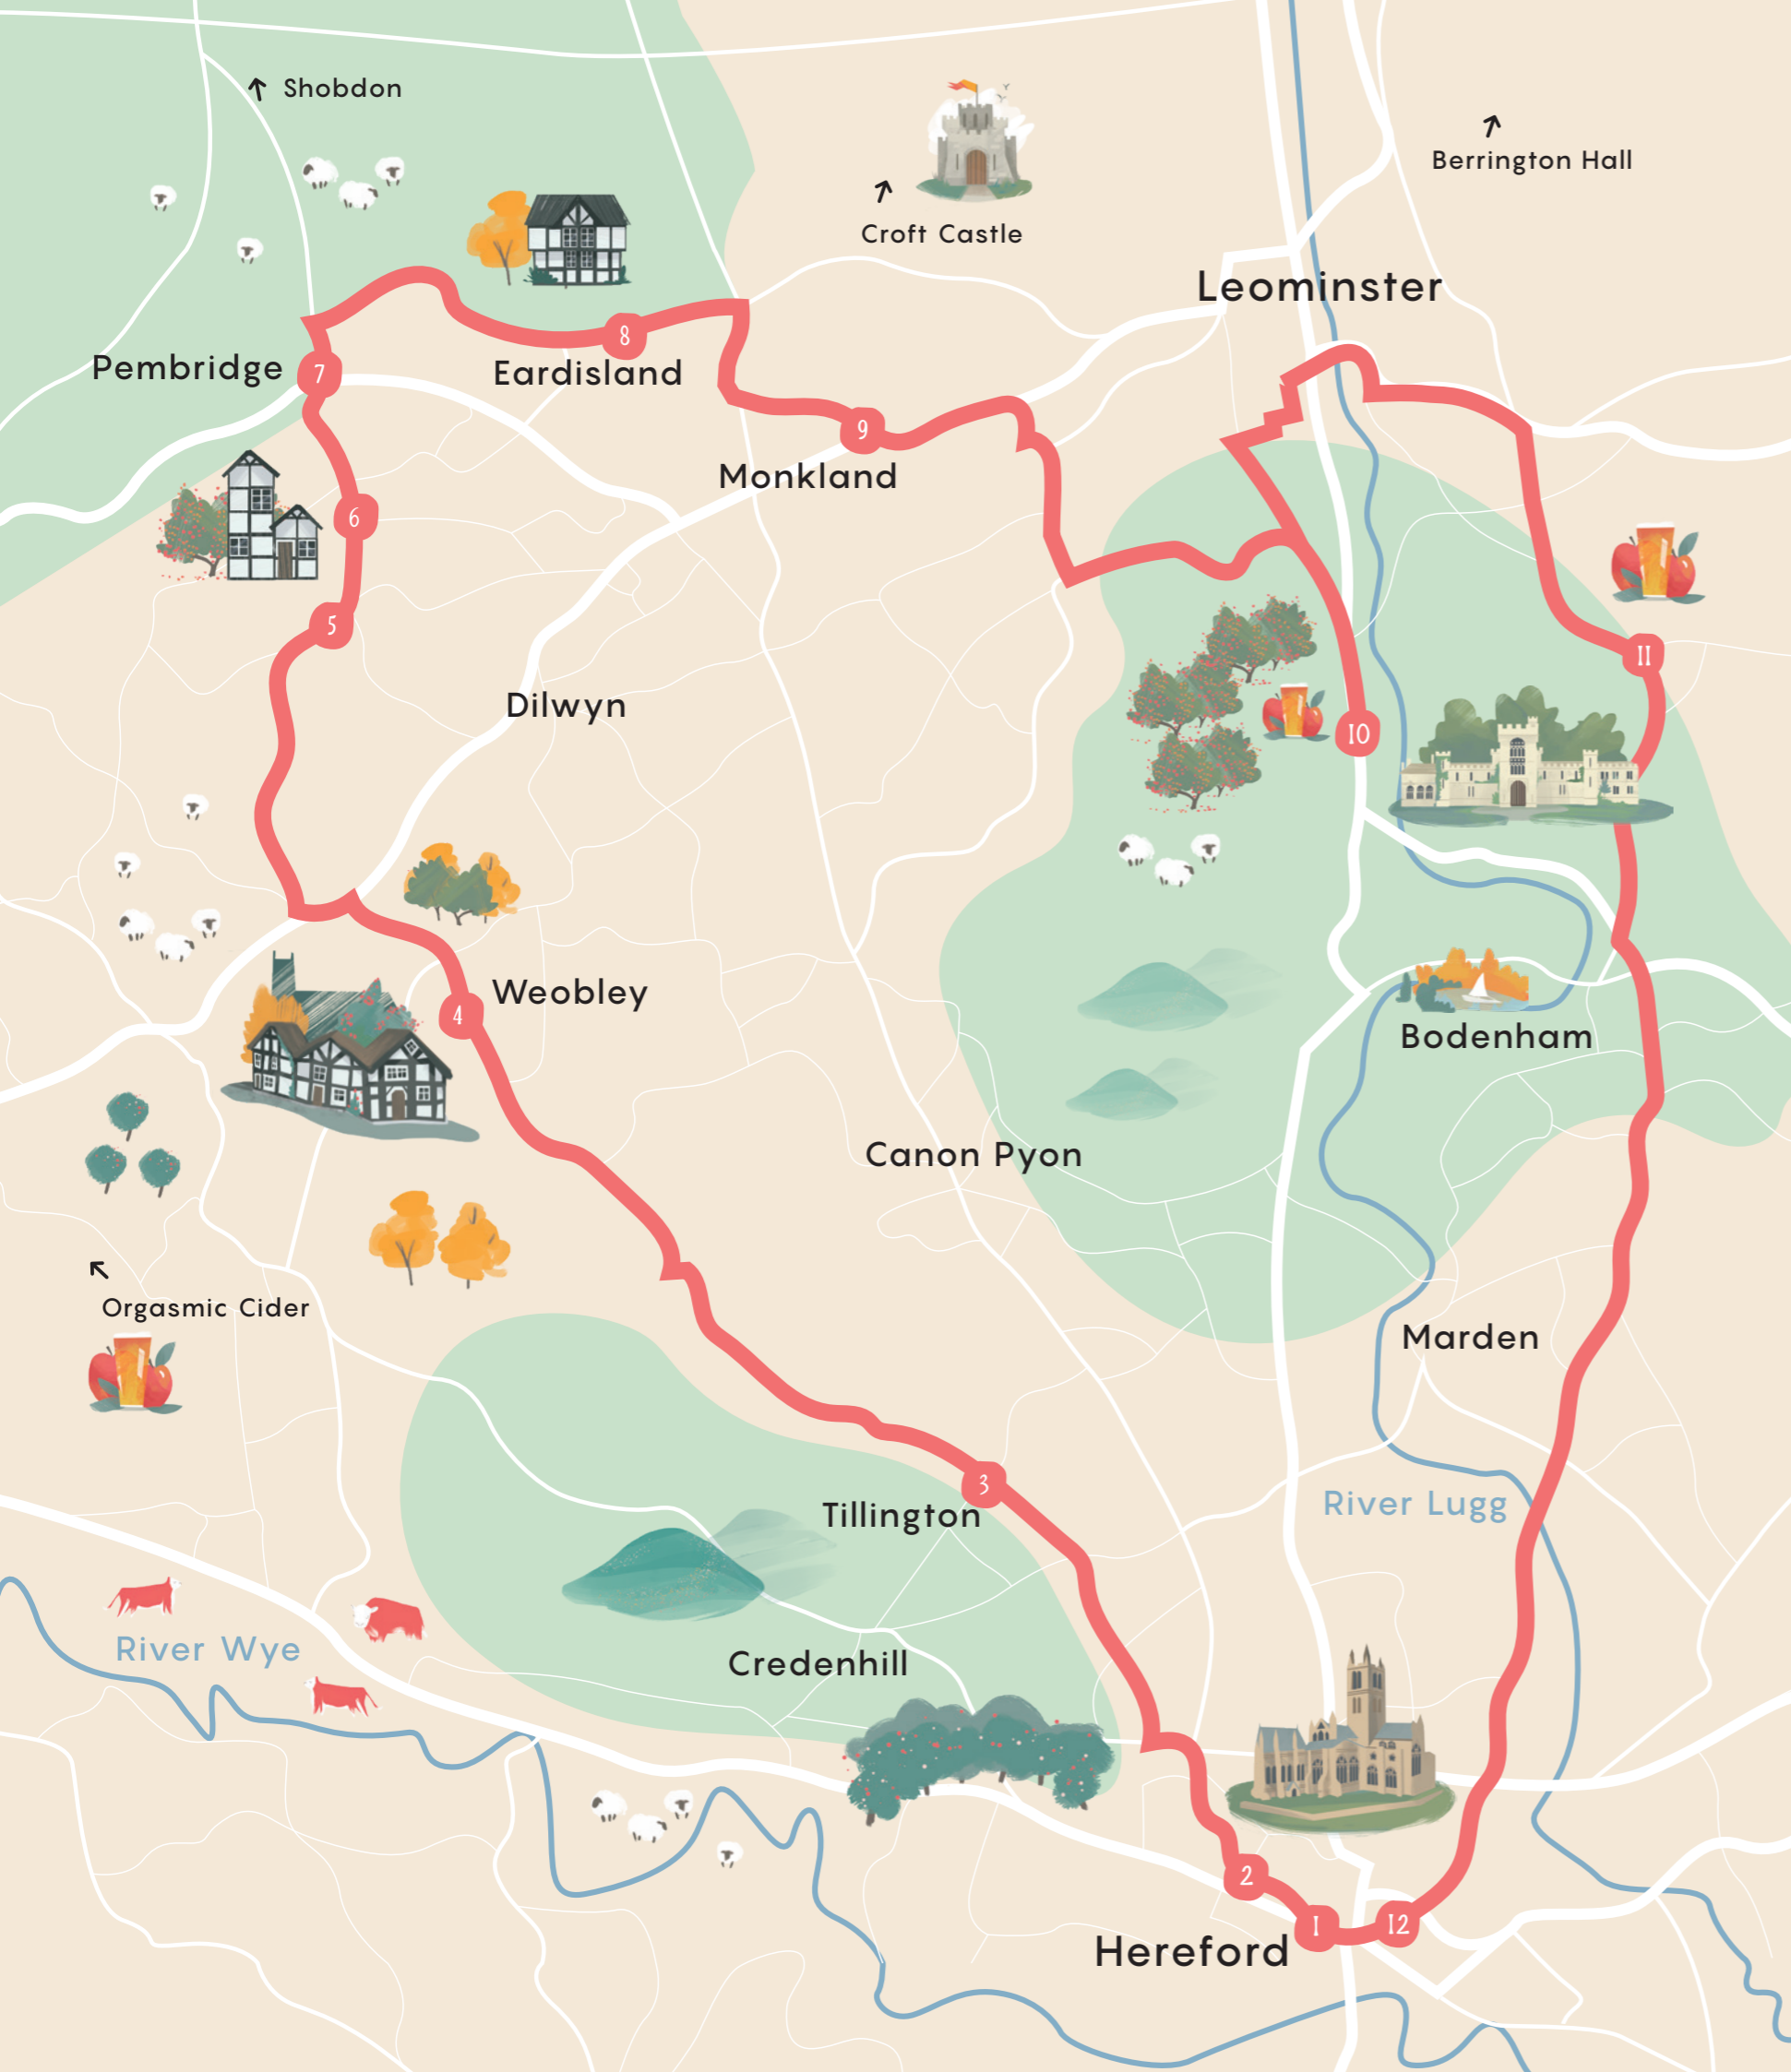 Shobdon
Berrington Hall
Croft Castle
Leominster
Pembridge
7
8
Eardisland
9
Monkland
6
5
11
Dilwyn
10
4
Weobley
Bodenham
Canon Pyon
Orgasmic Cider
Marden
3
Tillington
River Lugg
River Wye
Credenhill
2
1
12
Hereford